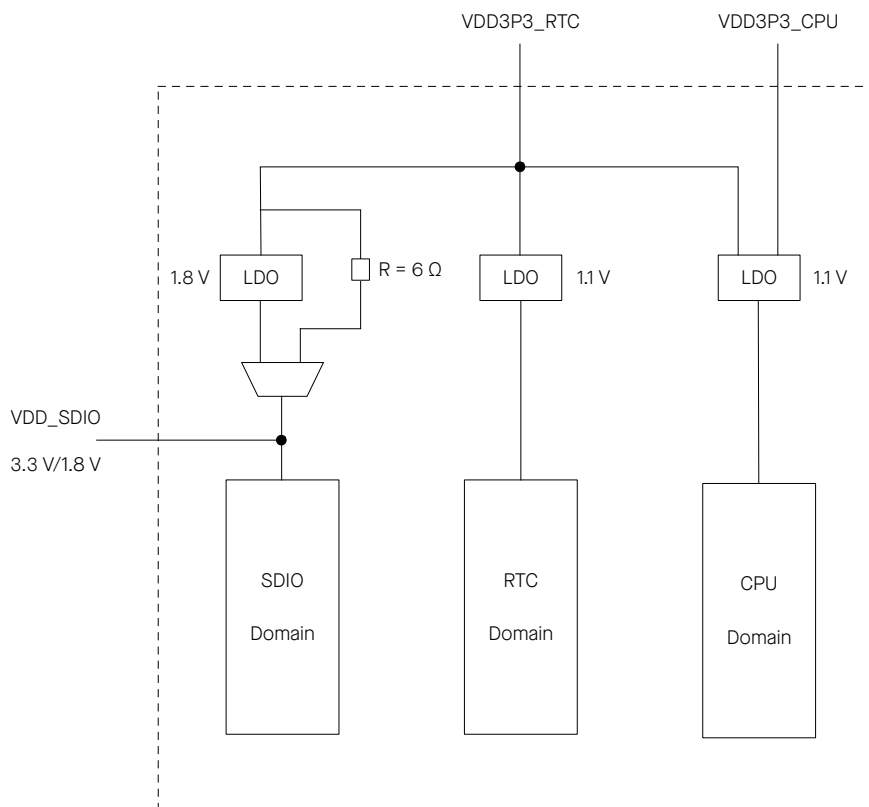 VDD3P3_RTC
VDD3P3_CPU
1.8 V
LDO
R = 6 Ω
LDO
1.1 V
LDO
1.1 V
VDD_SDIO
3.3 V/1.8 V
SDIO
Domain
RTC
Domain
CPU
Domain